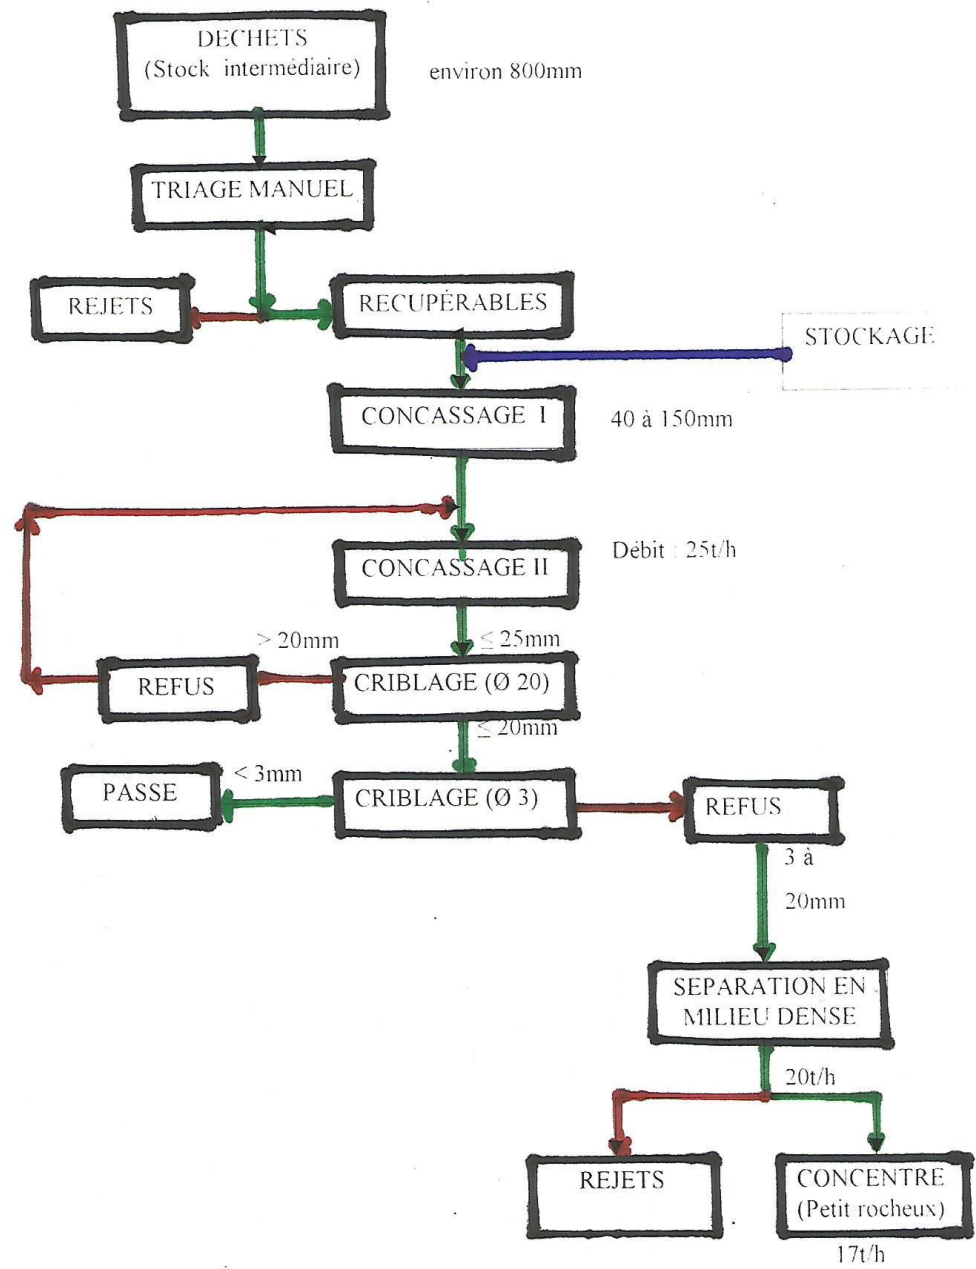 DECHETS
(Stock intermédiaire)
environ 800mm
TRIAGE MANUEL
REJETS
RECUPÉRABLES
STOCKAGE
CONCASSAGE I
40 à 150mm
CONCASSAGE II
Débit : 25t/h
> 20mm
≤ 25mm
REFUS
CRIBLAGE (Ø 20)
≤ 20mm
< 3mm
PASSE
CRIBLAGE (Ø 3)
REFUS
3 à
20mm
SEPARATION EN
MILIEU DENSE
20t/h
REJETS
CONCENTRE
(Petit rocheux)
17t/h